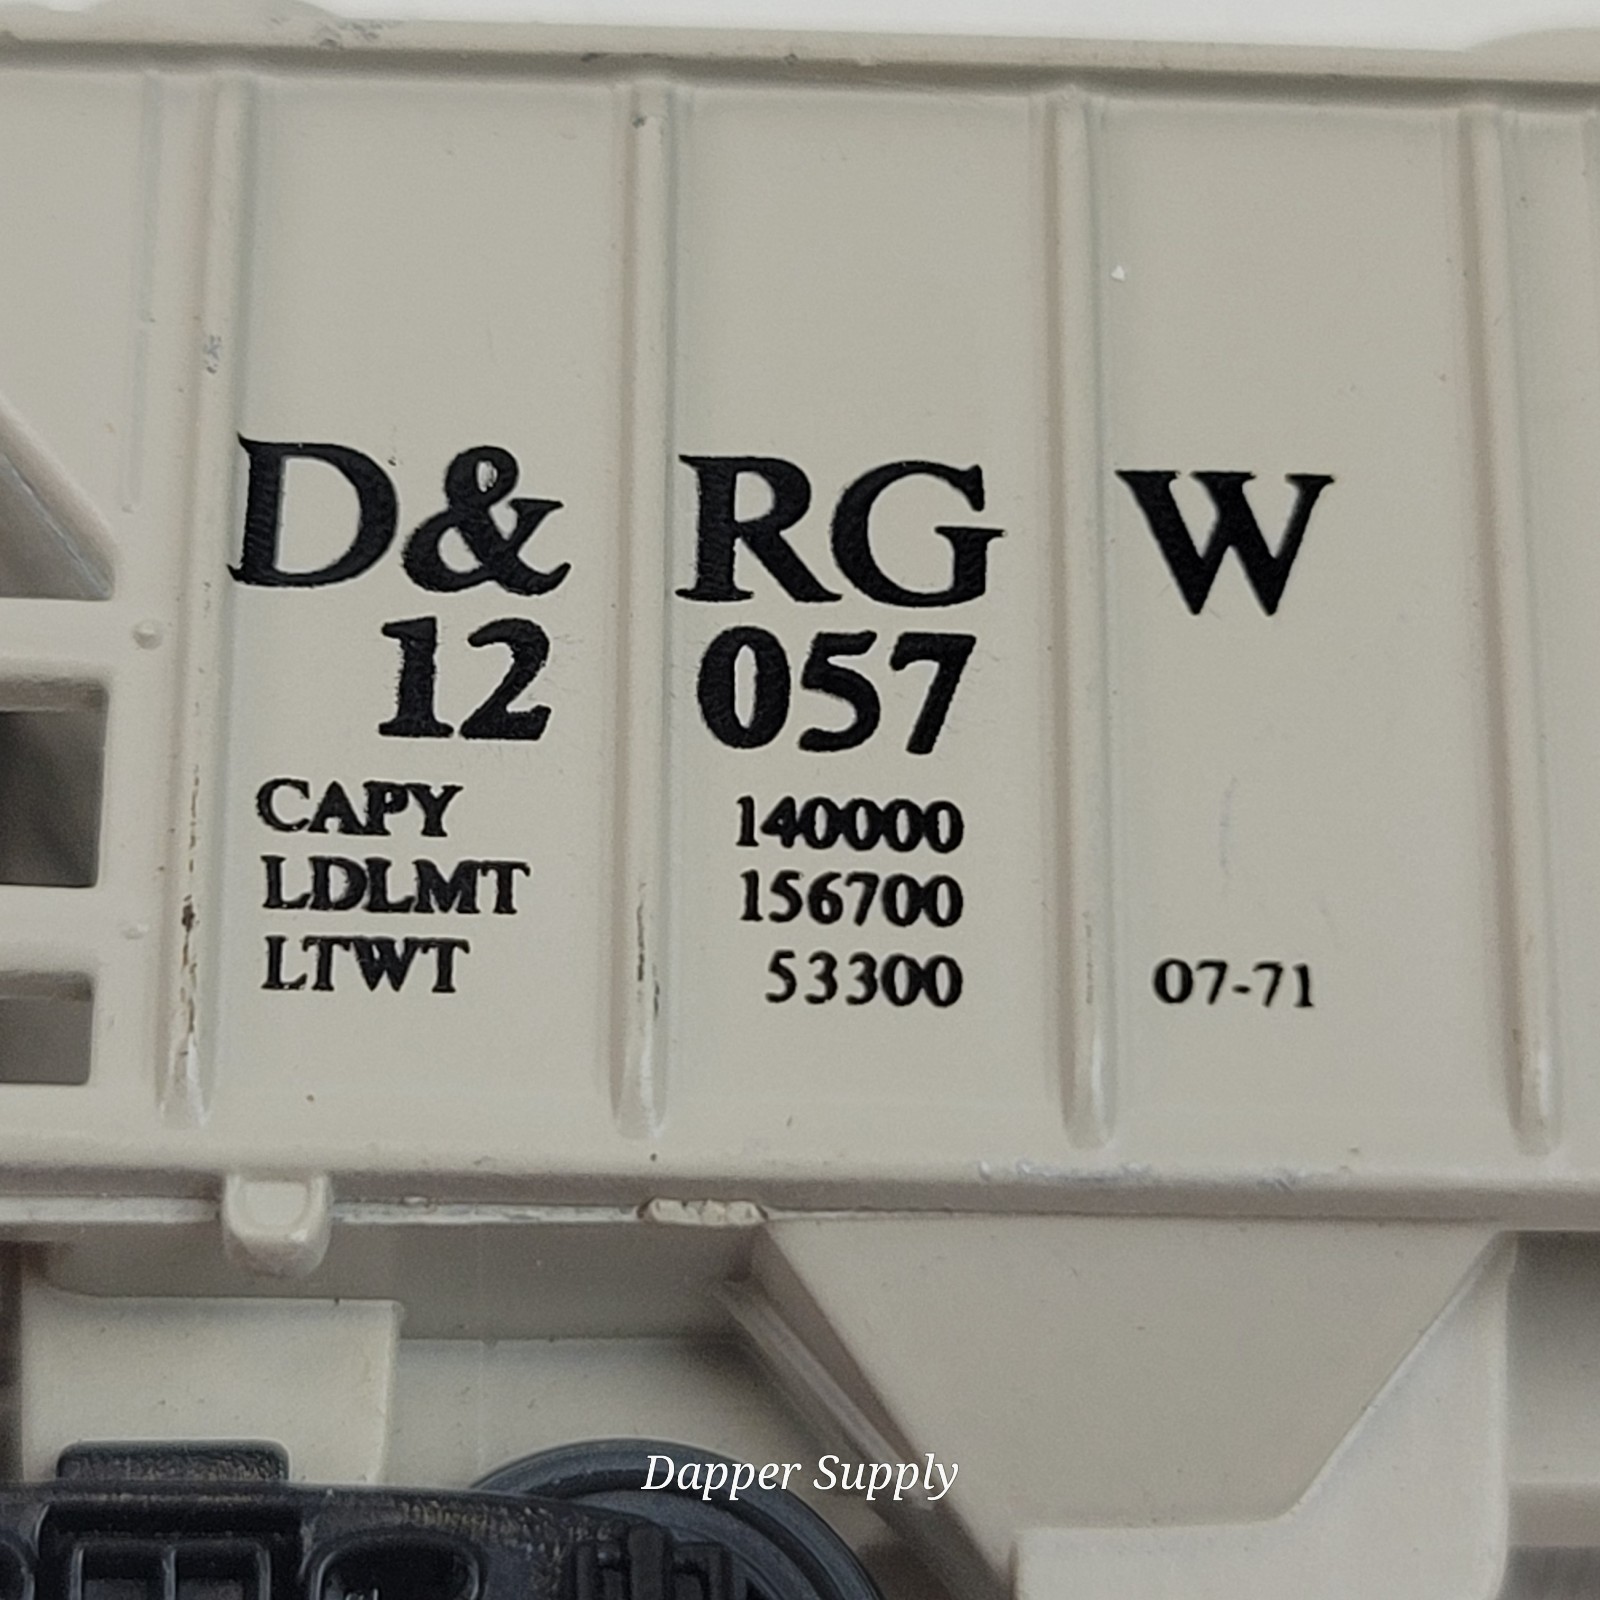 D& RG W
12 057
CAPY 140000
LDLMT 156700
LTWT 53300 07-71
Dapper Supply